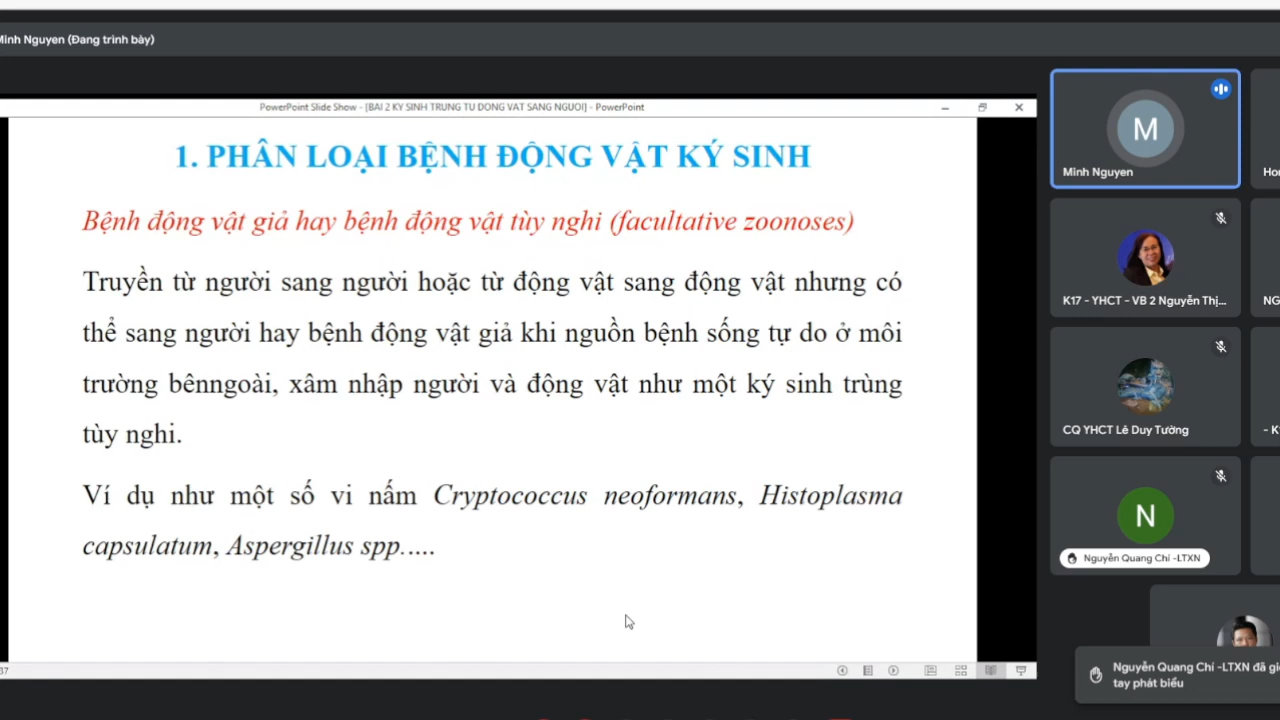 Minh Nguyen (Đang trình bày)
PowerPoint Slide Show - [BAI 2 KY SINH TRUNG TU DONG VAT SANG NGUOI] - PowerPoint
1. PHÂN LOẠI BỆNH ĐỘNG VẬT KÝ SINH
Bệnh động vật giả hay bệnh động vật tùy nghi (facultative zoonoses)
Truyền từ người sang người hoặc từ động vật sang động vật nhưng có
thể sang người hay bệnh động vật giả khi nguồn bệnh sống tự do ở môi
trường bênngoài, xâm nhập người và động vật như một ký sinh trùng
tùy nghi.
Ví dụ như một số vi nấm Cryptococcus neoformans, Histoplasma
capsulatum, Aspergillus spp.....
M
Minh Nguyen
K17 - YHCT - VB 2 Nguyễn Thị...
NG
CQ YHCT Lê Duy Tường
- K
N
Nguyễn Quang Chí -LTXN
Nguyễn Quang Chí -LTXN đã
tay phát biểu